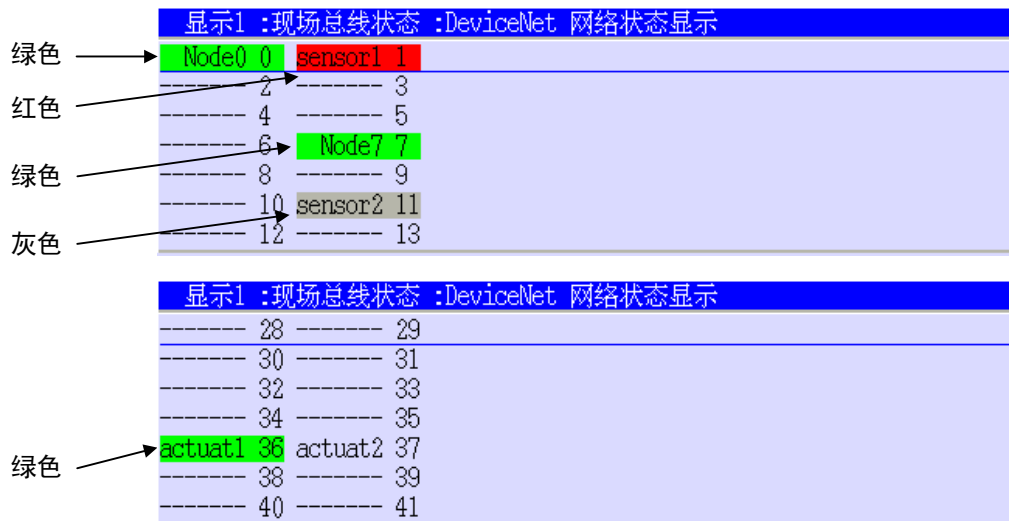 显示1 :现场总线状态 :DeviceNet 网络状态显示
绿色 Node0 0 sensor1 1
------- 2 ------- 3
红色
------- 4 ------- 5
------- 6 Node7 7
绿色
------- 8 ------- 9
------- 10 sensor2 11
灰色
------- 12 ------- 13
显示1 :现场总线状态 :DeviceNet 网络状态显示
------- 28 ------- 29
------- 30 ------- 31
------- 32 ------- 33
------- 34 ------- 35
actuat1 36 actuat2 37
绿色
------- 38 ------- 39
------- 40 ------- 41